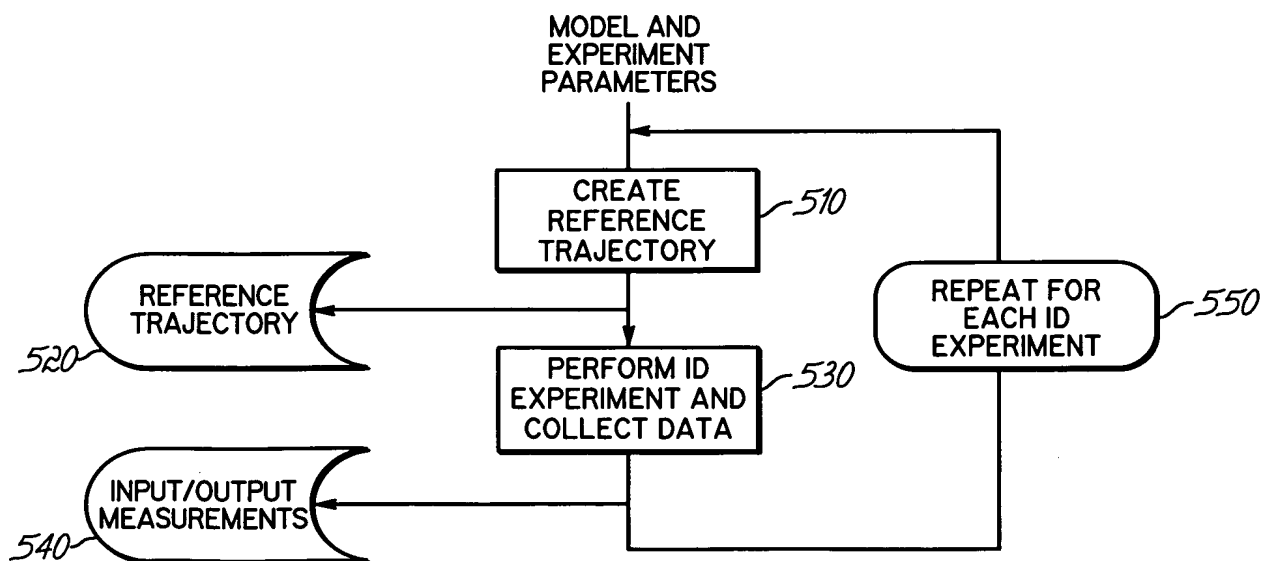 MODEL AND
EXPERIMENT
PARAMETERS
CREATE
REFERENCE
TRAJECTORY
510
REFERENCE
TRAJECTORY
520
REPEAT FOR
EACH ID
EXPERIMENT
550
PERFORM ID
EXPERIMENT AND
COLLECT DATA
530
INPUT/OUTPUT
MEASUREMENTS
540